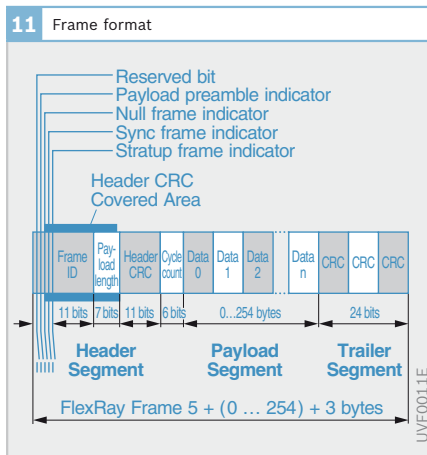 11 Frame format
Reserved bit
Payload preamble indicator
Null frame indicator
Sync frame indicator
Stratup frame indicator
Header CRC
Covered Area
Frame
ID
Pay-
load
length
Header
CRC
Cycle
count
Data
0
Data
1
Data
2
Data
n
CRC
CRC
CRC
11 bits
7 bits
11 bits
6 bits
0...254 bytes
24 bits
11111
Header
Segment
Payload
Segment
Trailer
Segment
FlexRay Frame 5 + (0 ... 254) + 3 bytes
UVF0011E